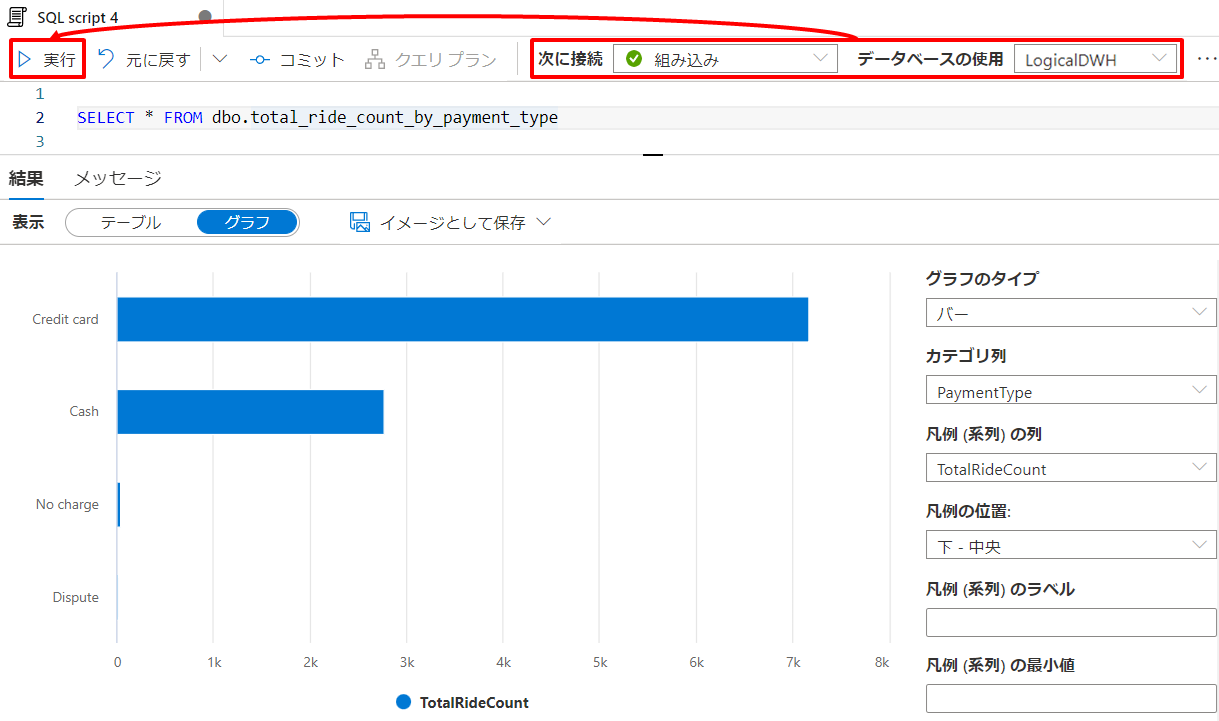 SQL script 4
実行 元に戻す コミット クエリ プラン 次に接続 組み込み データベースの使用 LogicalDWH ...
1
2 SELECT * FROM dbo.total_ride_count_by_payment_type
3
結果 メッセージ
表示 テーブル グラフ イメージとして保存
Credit card
Cash
No charge
Dispute
0 1k 2k 3k 4k 5k 6k 7k 8k
TotalRideCount
グラフのタイプ
バー
カテゴリ列
PaymentType
凡例 (系列) の列
TotalRideCount
凡例の位置:
下 - 中央
凡例 (系列) のラベル
凡例 (系列) の最小値